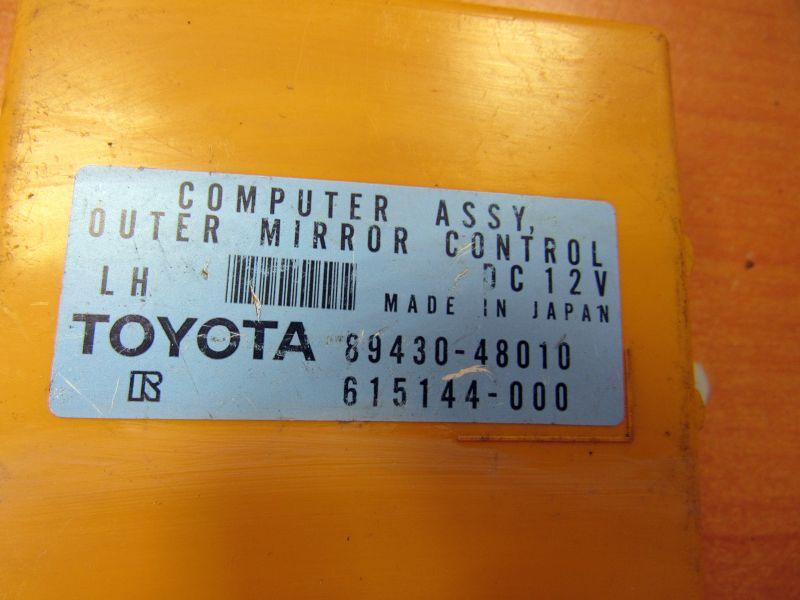 COMPUTER ASSY,
OUTER MIRROR CONTROL
LH DC12V
MADE IN JAPAN
TOYOTA 89430-48010
R 615144-000